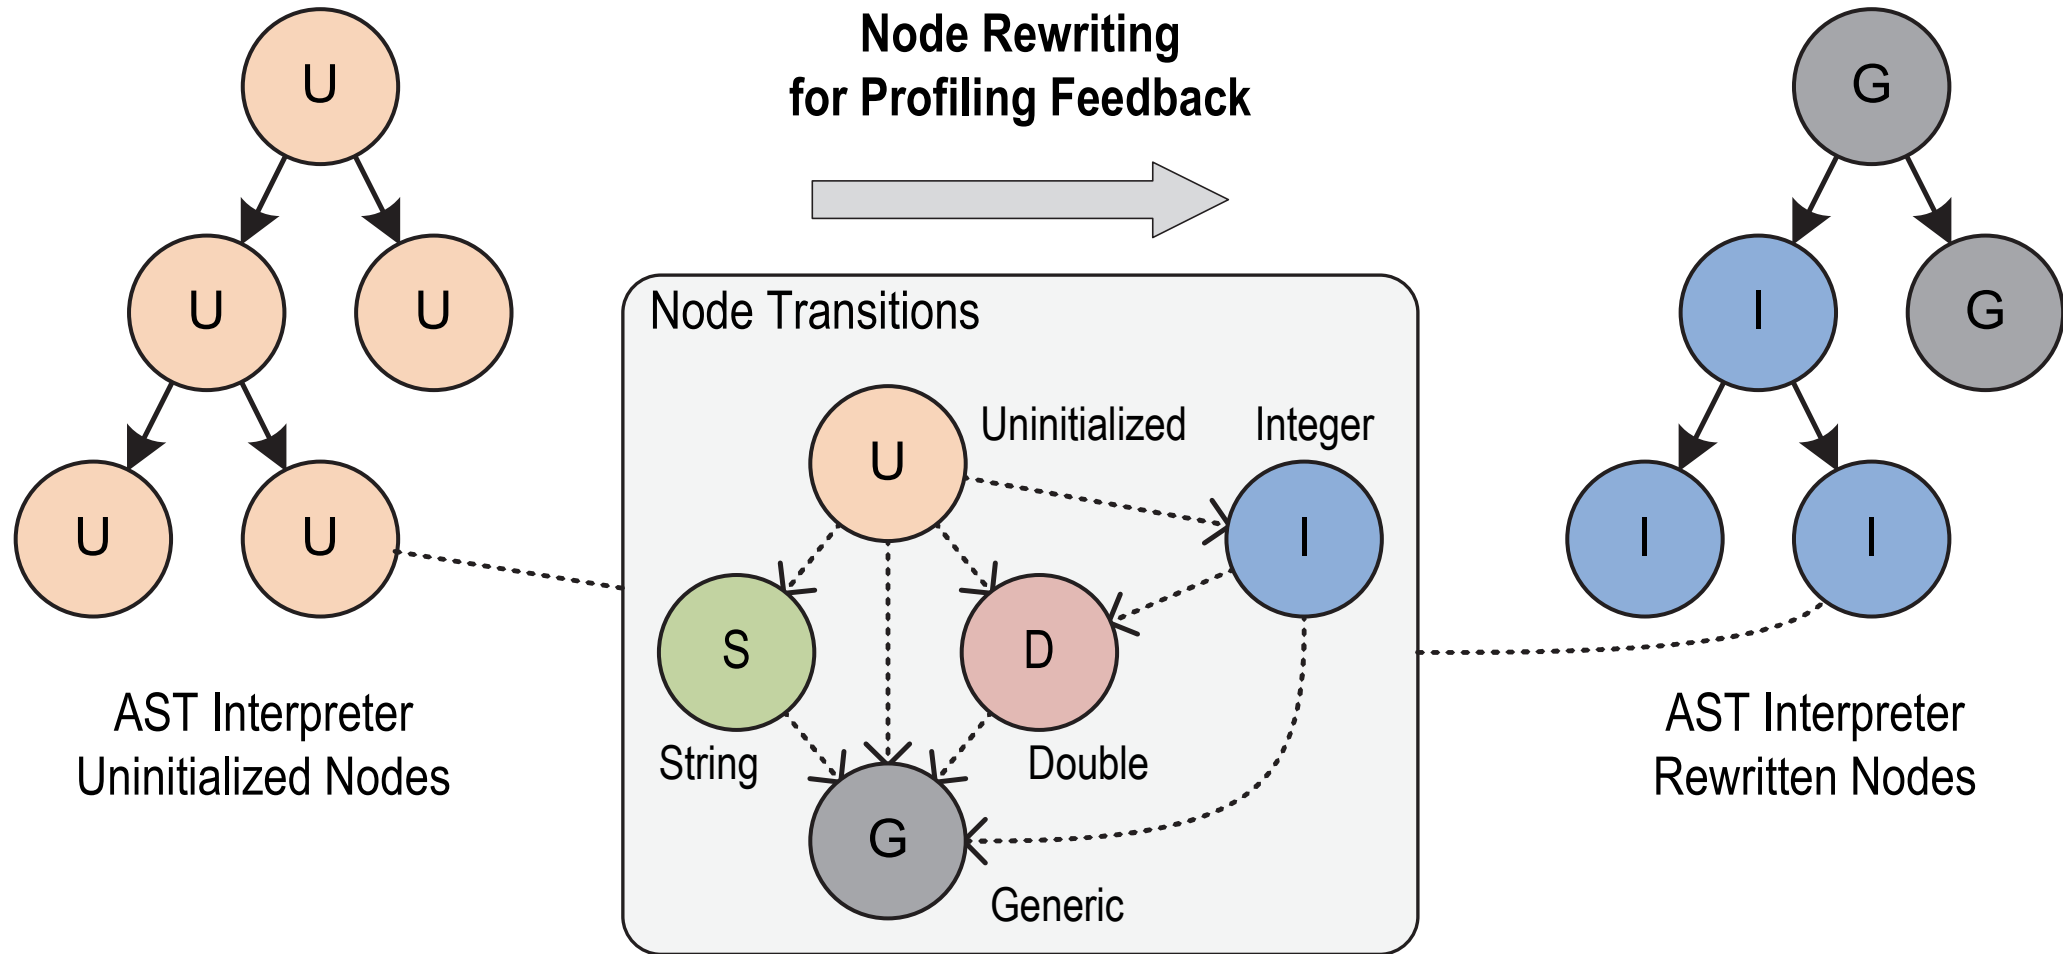 Node Rewriting
for Profiling Feedback
U
U
U
U
U
AST Interpreter
Uninitialized Nodes
Node Transitions
U
Uninitialized
Integer
I
S
D
String
Double
G
Generic
G
I
G
I
I
AST Interpreter
Rewritten Nodes